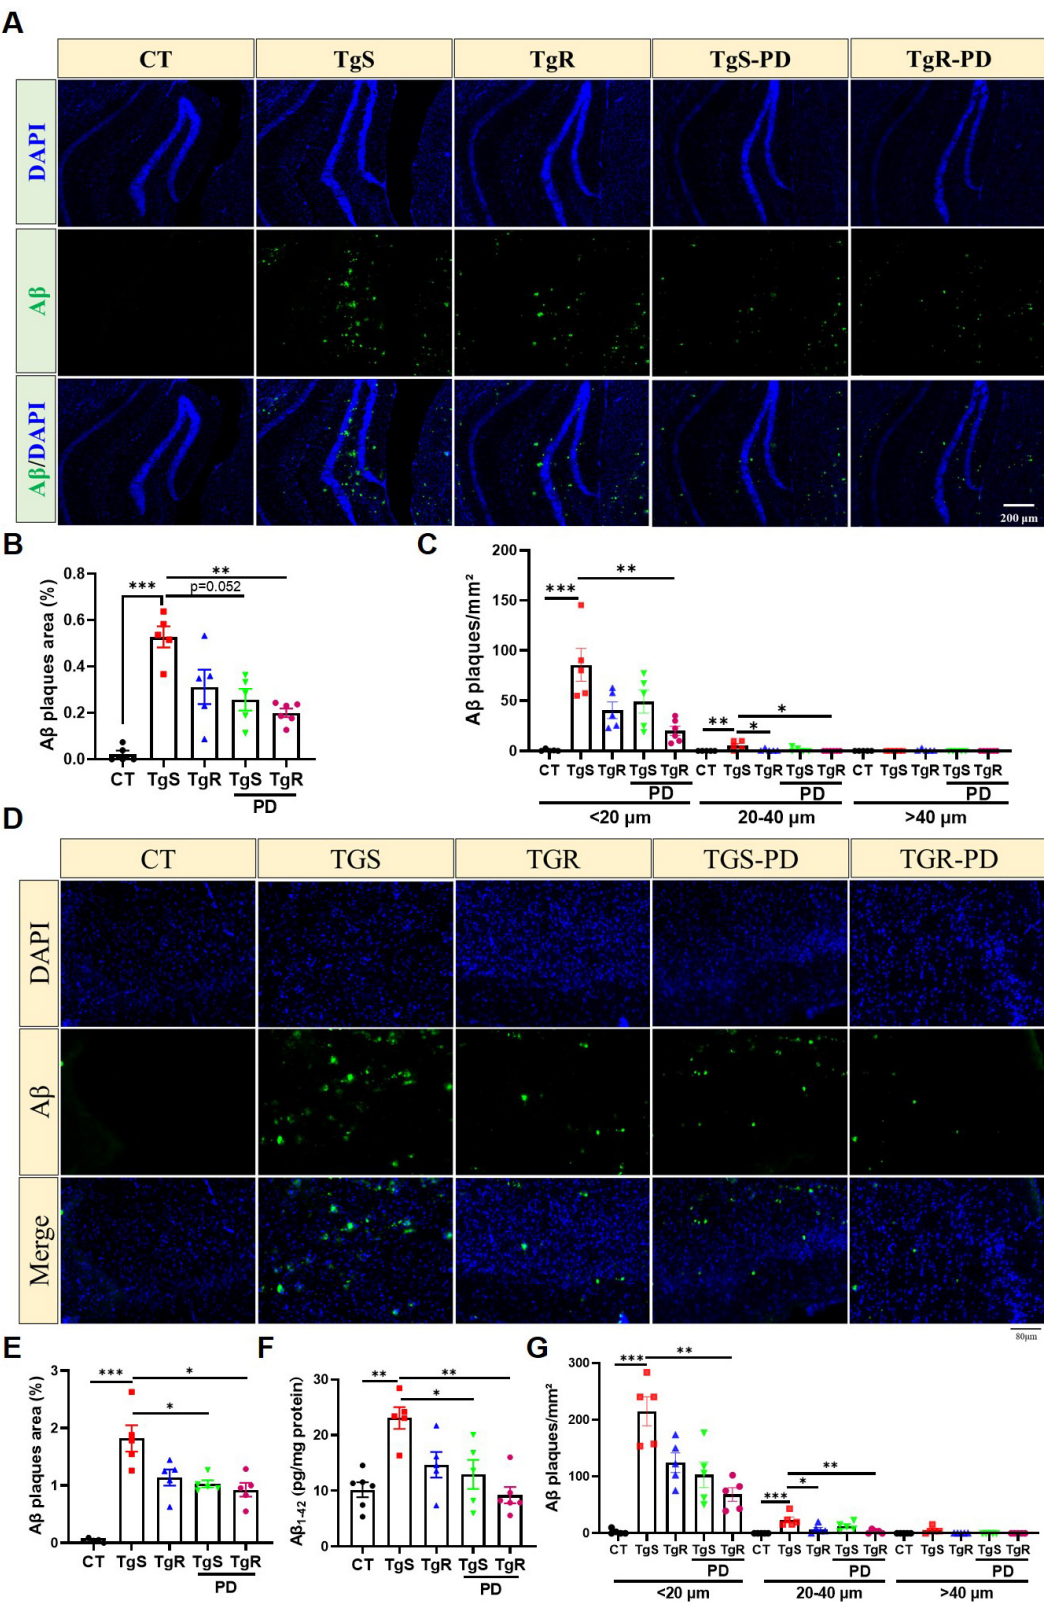 A
CT TgS TgR TgS-PD TgR-PD
DAPI
Aβ
Aβ/DAPI
200 μm
B
Aβ plaques area (%)
0.8
0.6
0.4
0.2
0.0
***
**
p=0.052
CT TgS TgR TgS TgR
PD
C
Aβ plaques/mm²
200
150
100
50
0
***
**
**
*
*
CT TgS TgR TgS TgR CT TgS TgR TgS TgR CT TgS TgR TgS TgR
PD PD PD
<20 μm 20-40 μm >40 μm
D
CT TGS TGR TGS-PD TGR-PD
DAPI
Aβ
Merge
80μm
E
Aβ plaques area (%)
3
2
1
0
***
*
*
CT TgS TgR TgS TgR
PD
F
Aβ1-42 (pg/mg protein)
30
20
10
0
**
**
*
CT TgS TgR TgS TgR
PD
G
Aβ plaques/mm²
300
200
100
0
***
**
***
*
**
CT TgS TgR TgS TgR CT TgS TgR TgS TgR CT TgS TgR TgS TgR
PD PD PD
<20 μm 20-40 μm >40 μm